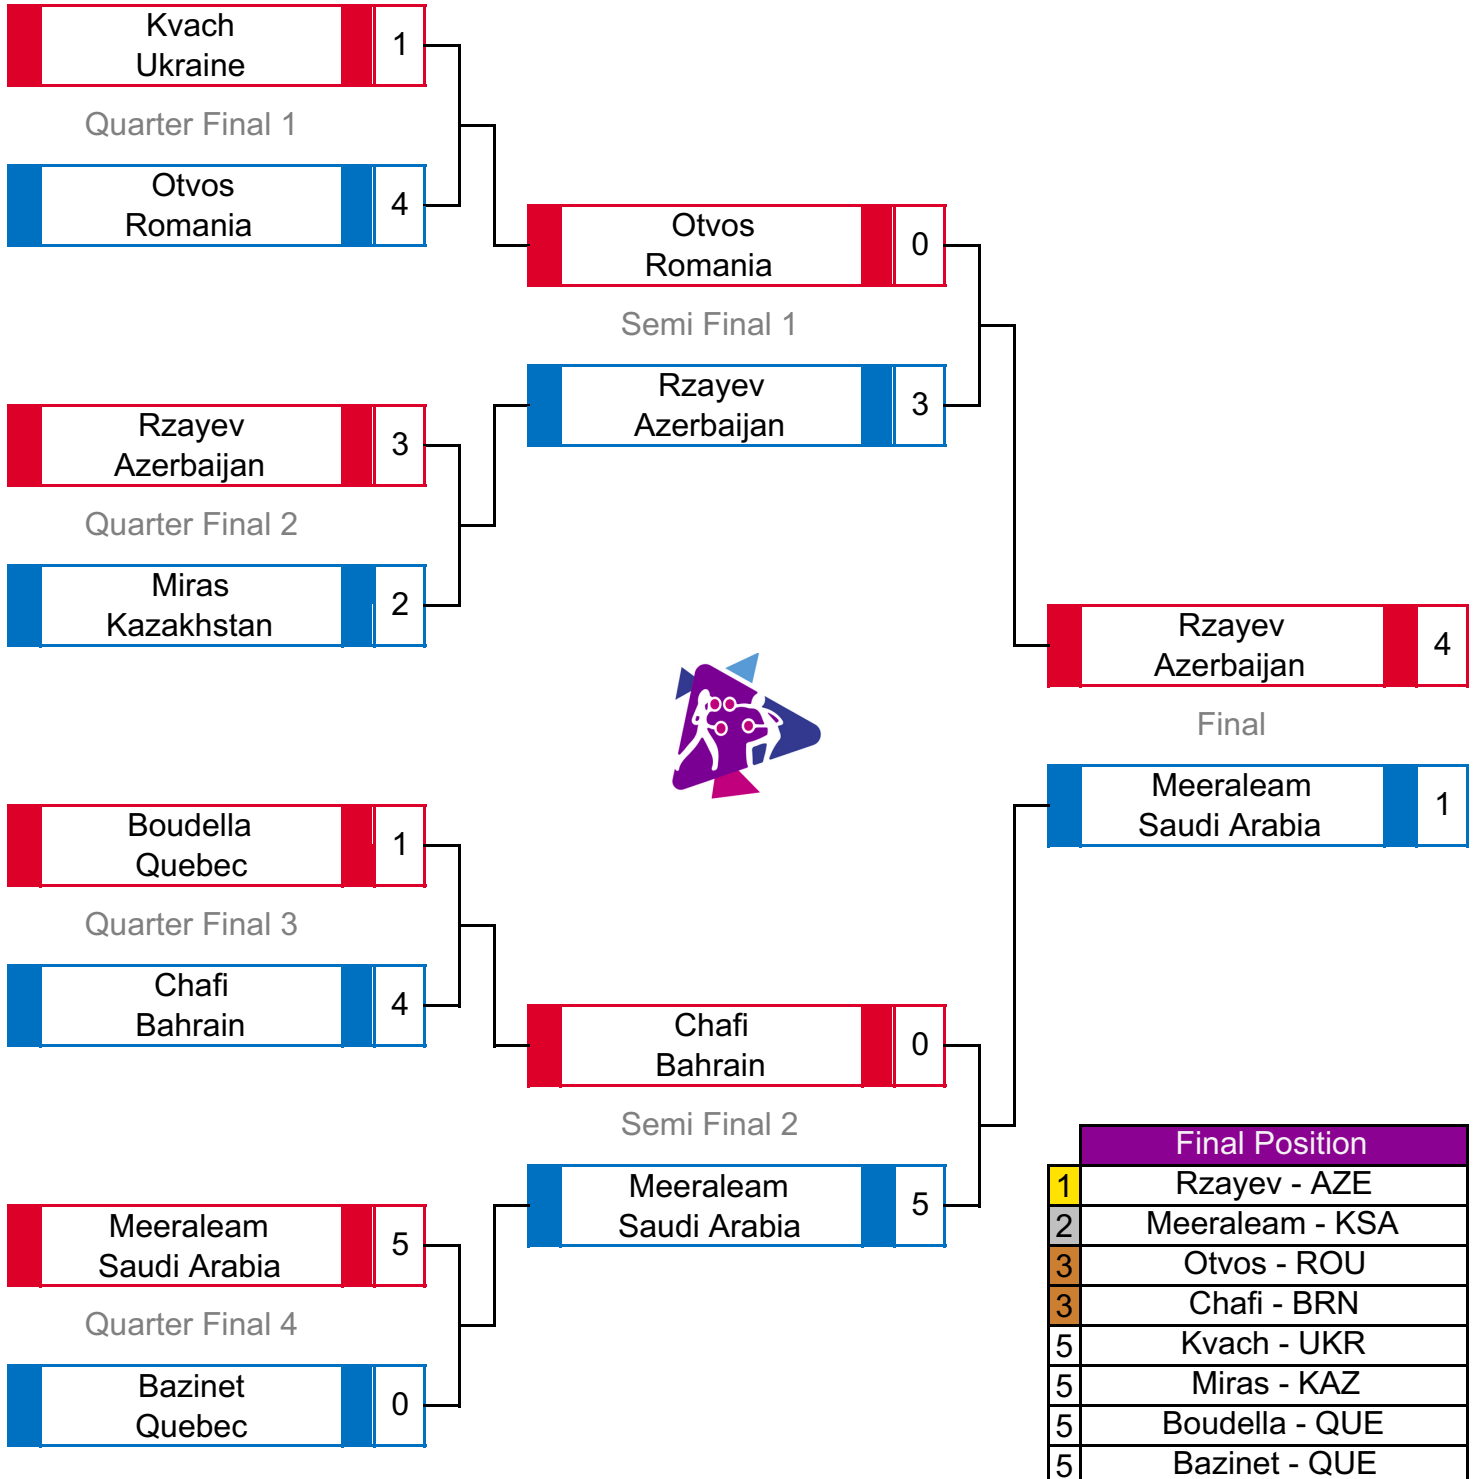 Kvach
Ukraine
1
Quarter Final 1
Otvos
Romania
4
Otvos
Romania
0
Semi Final 1
Rzayev
Azerbaijan
3
Rzayev
Azerbaijan
3
Quarter Final 2
Miras
Kazakhstan
2
Rzayev
Azerbaijan
4
Final
Meeraleam
Saudi Arabia
1
Boudella
Quebec
1
Quarter Final 3
Chafi
Bahrain
4
Chafi
Bahrain
0
Semi Final 2
Meeraleam
Saudi Arabia
5
Meeraleam
Saudi Arabia
5
Quarter Final 4
Bazinet
Quebec
0
Final Position
1 Rzayev - AZE
2 Meeraleam - KSA
3 Otvos - ROU
3 Chafi - BRN
5 Kvach - UKR
5 Miras - KAZ
5 Boudella - QUE
5 Bazinet - QUE